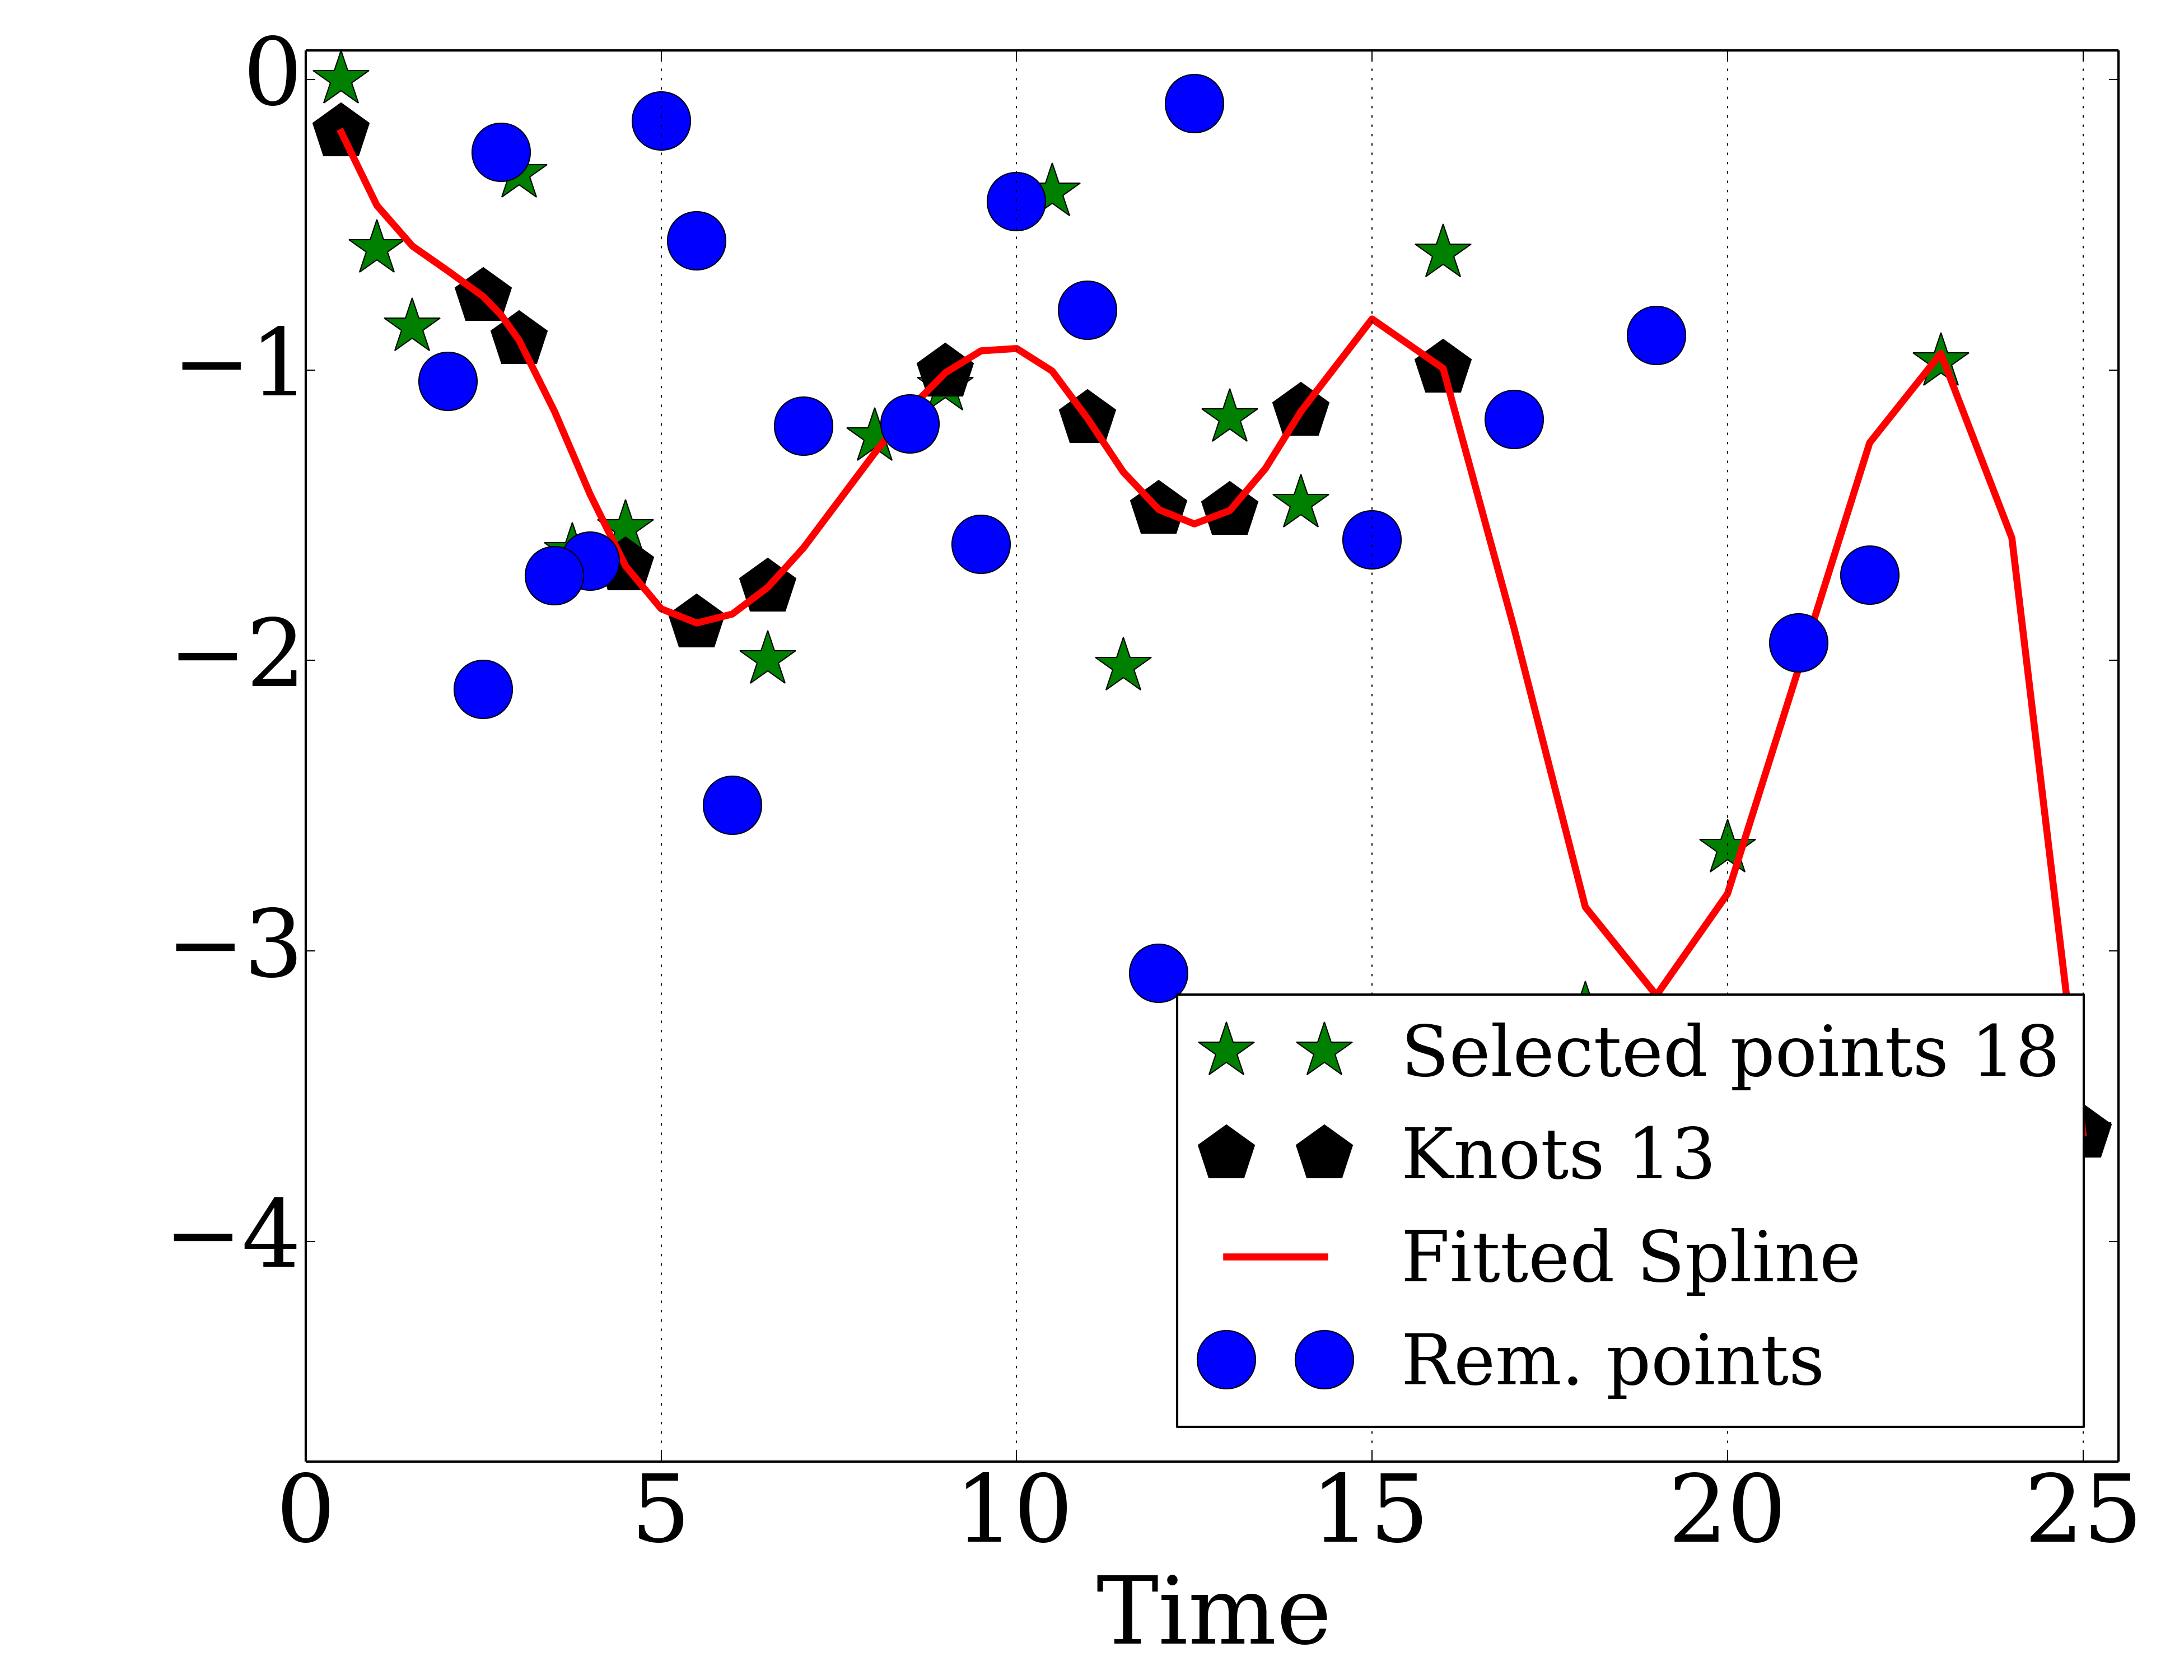 0
−1
−2
−3
−4
Selected points 18
Knots 13
Fitted Spline
Rem. points
0 5 10 15 20 25
Time